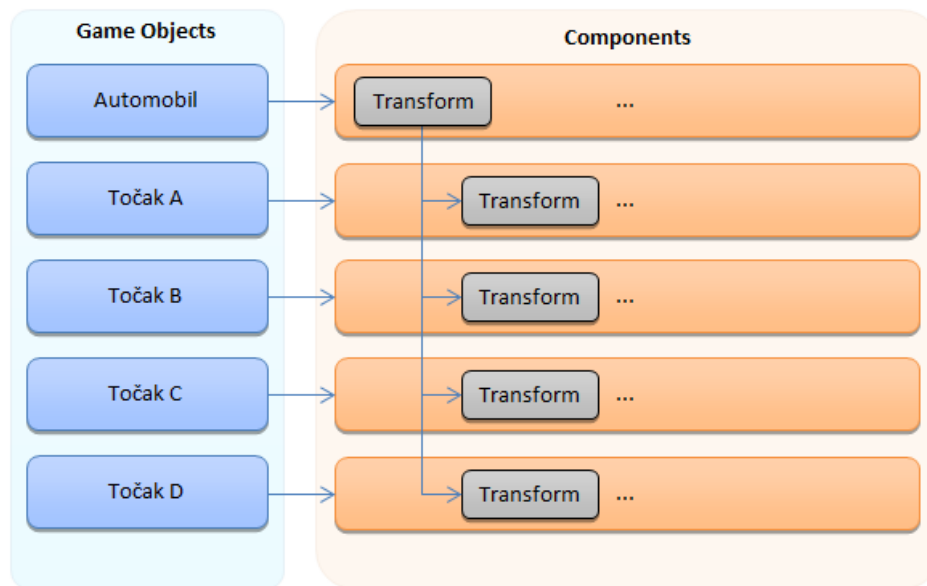 Game Objects
Components
Automobil
Transform
...
Točak A
Transform
...
Točak B
Transform
...
Točak C
Transform
...
Točak D
Transform
...